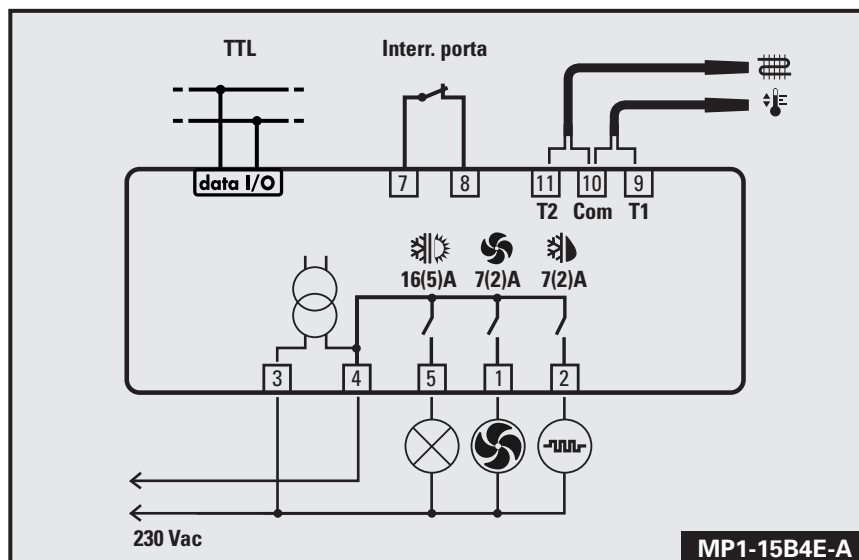 TTL
Interr. porta
data I/O
7
8
11
10
9
T2
Com
T1
16(5)A
7(2)A
7(2)A
3
4
5
1
2
230 Vac
MP1-15B4E-A